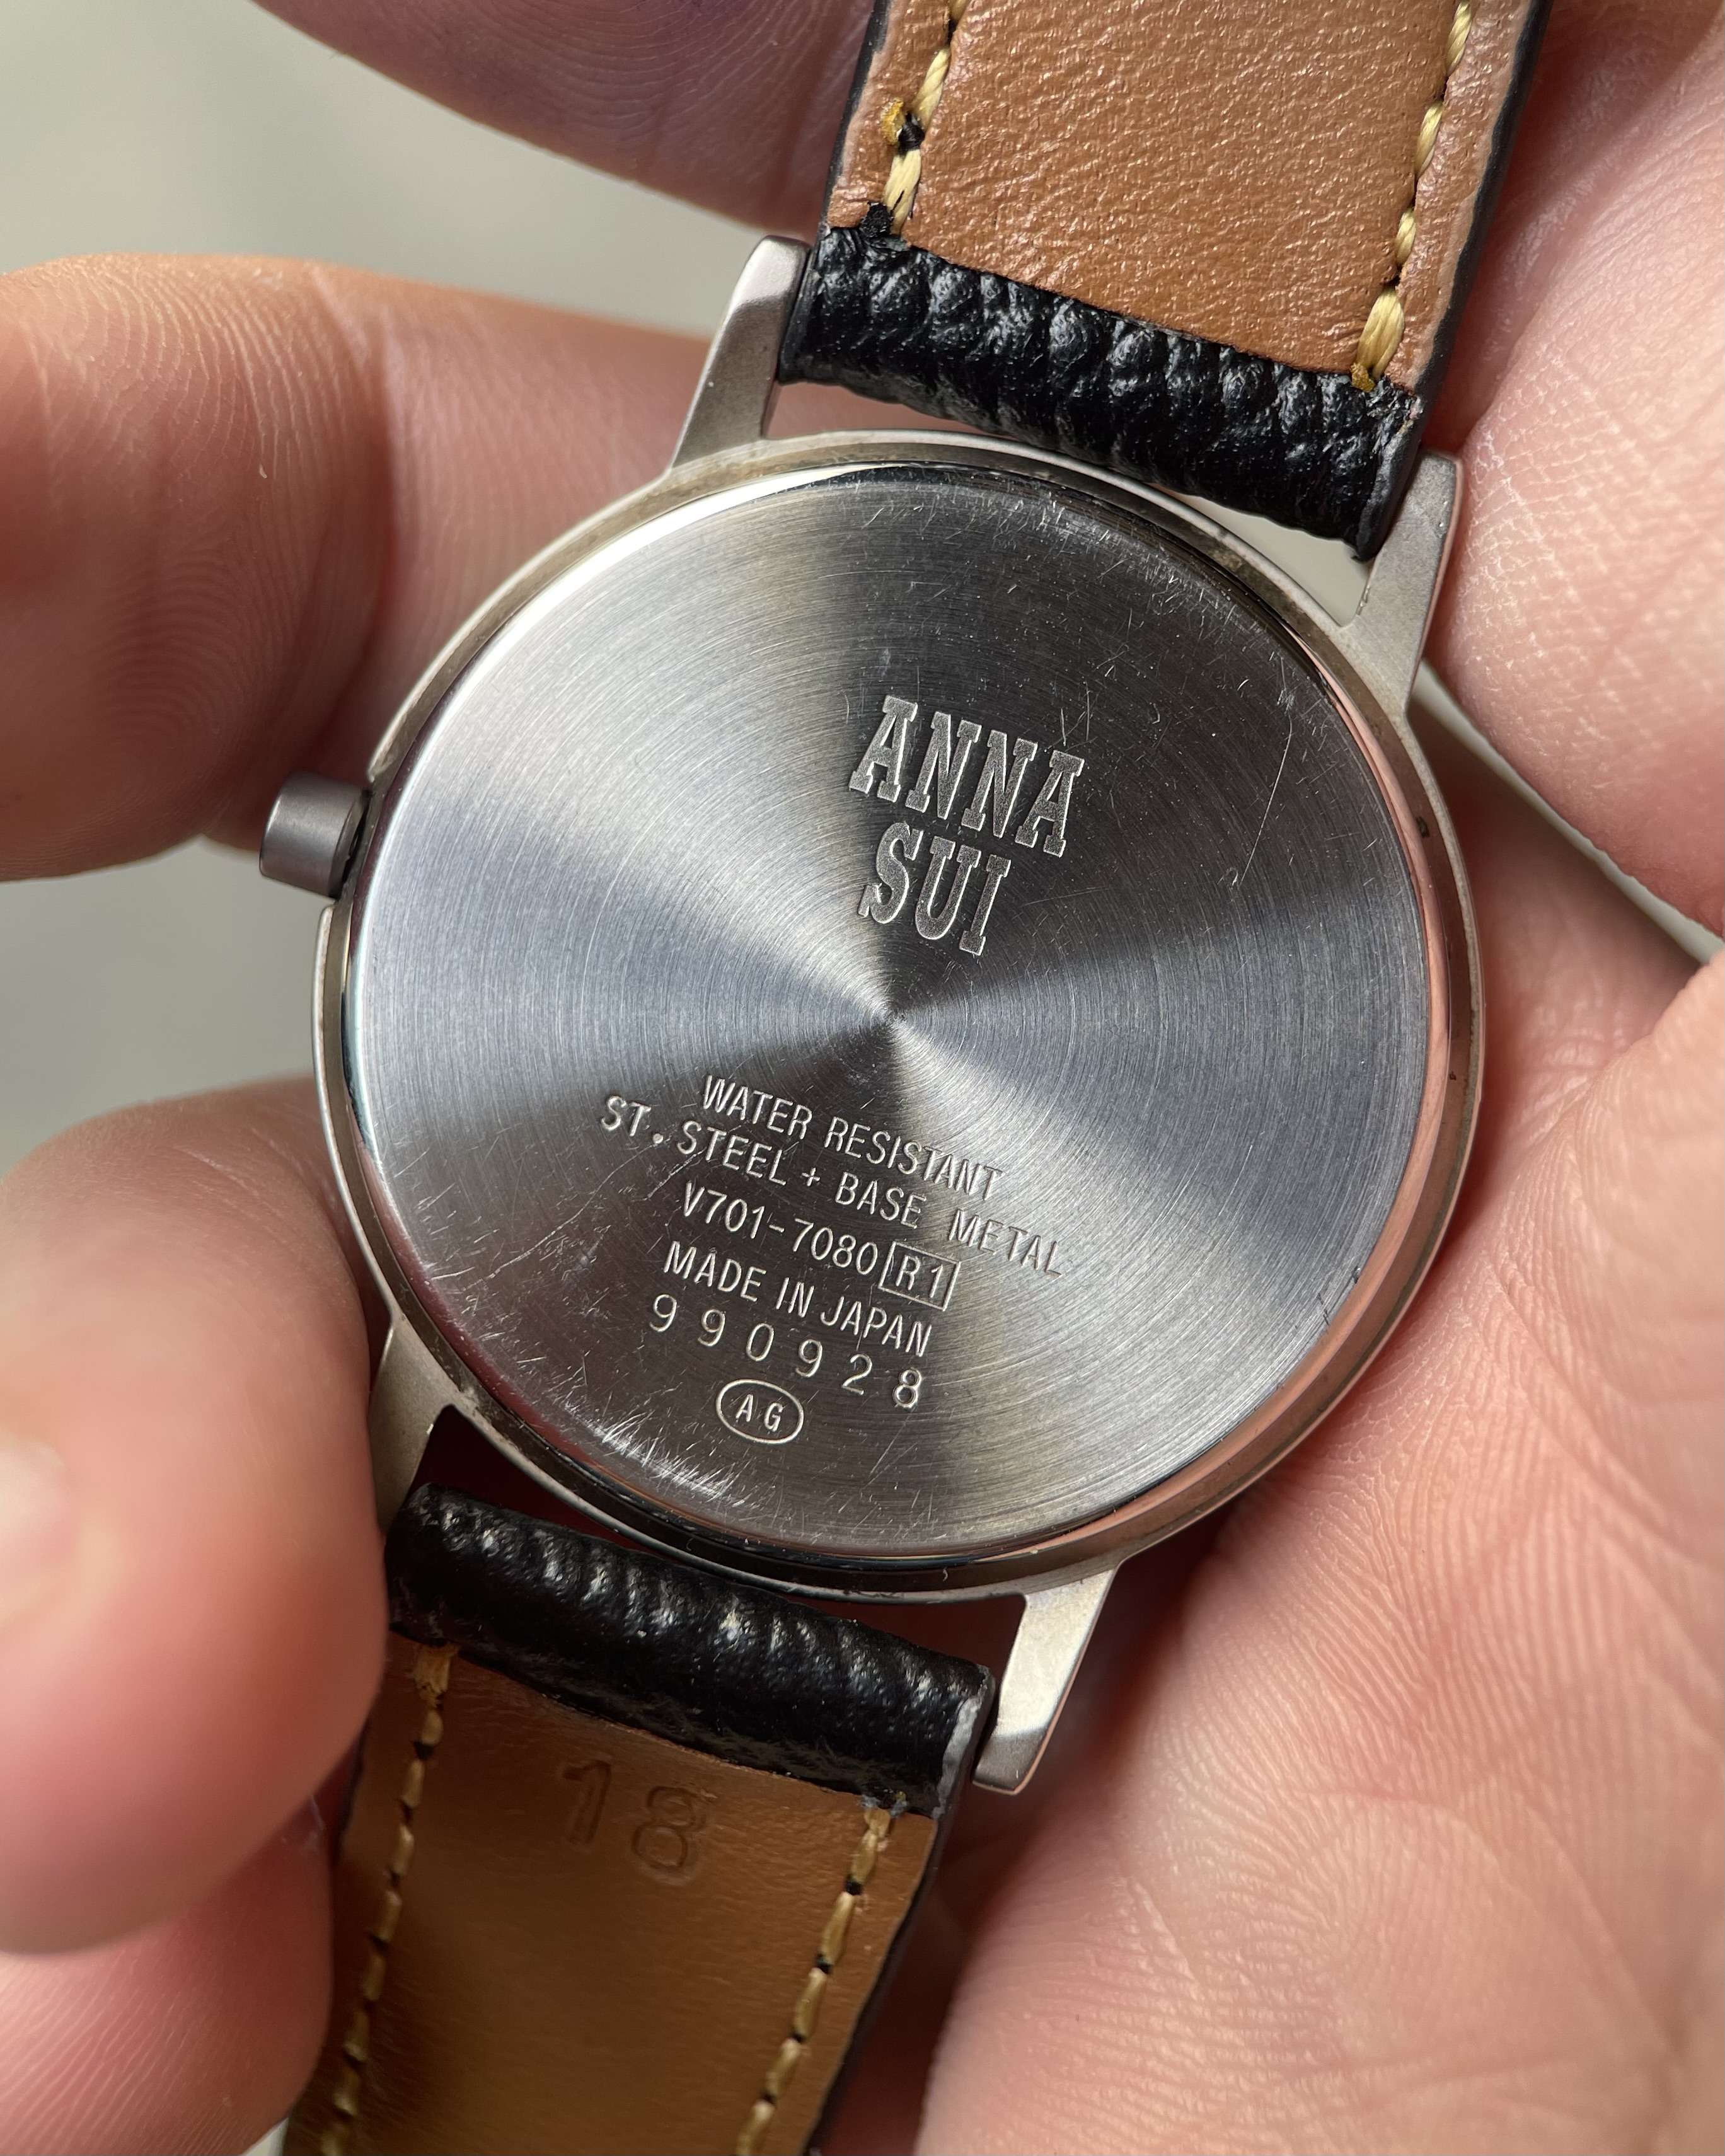 ANNA
SUI
WATER RESISTANT
ST. STEEL + BASE METAL
V701-7080 R1
MADE IN JAPAN
990928
AG
18